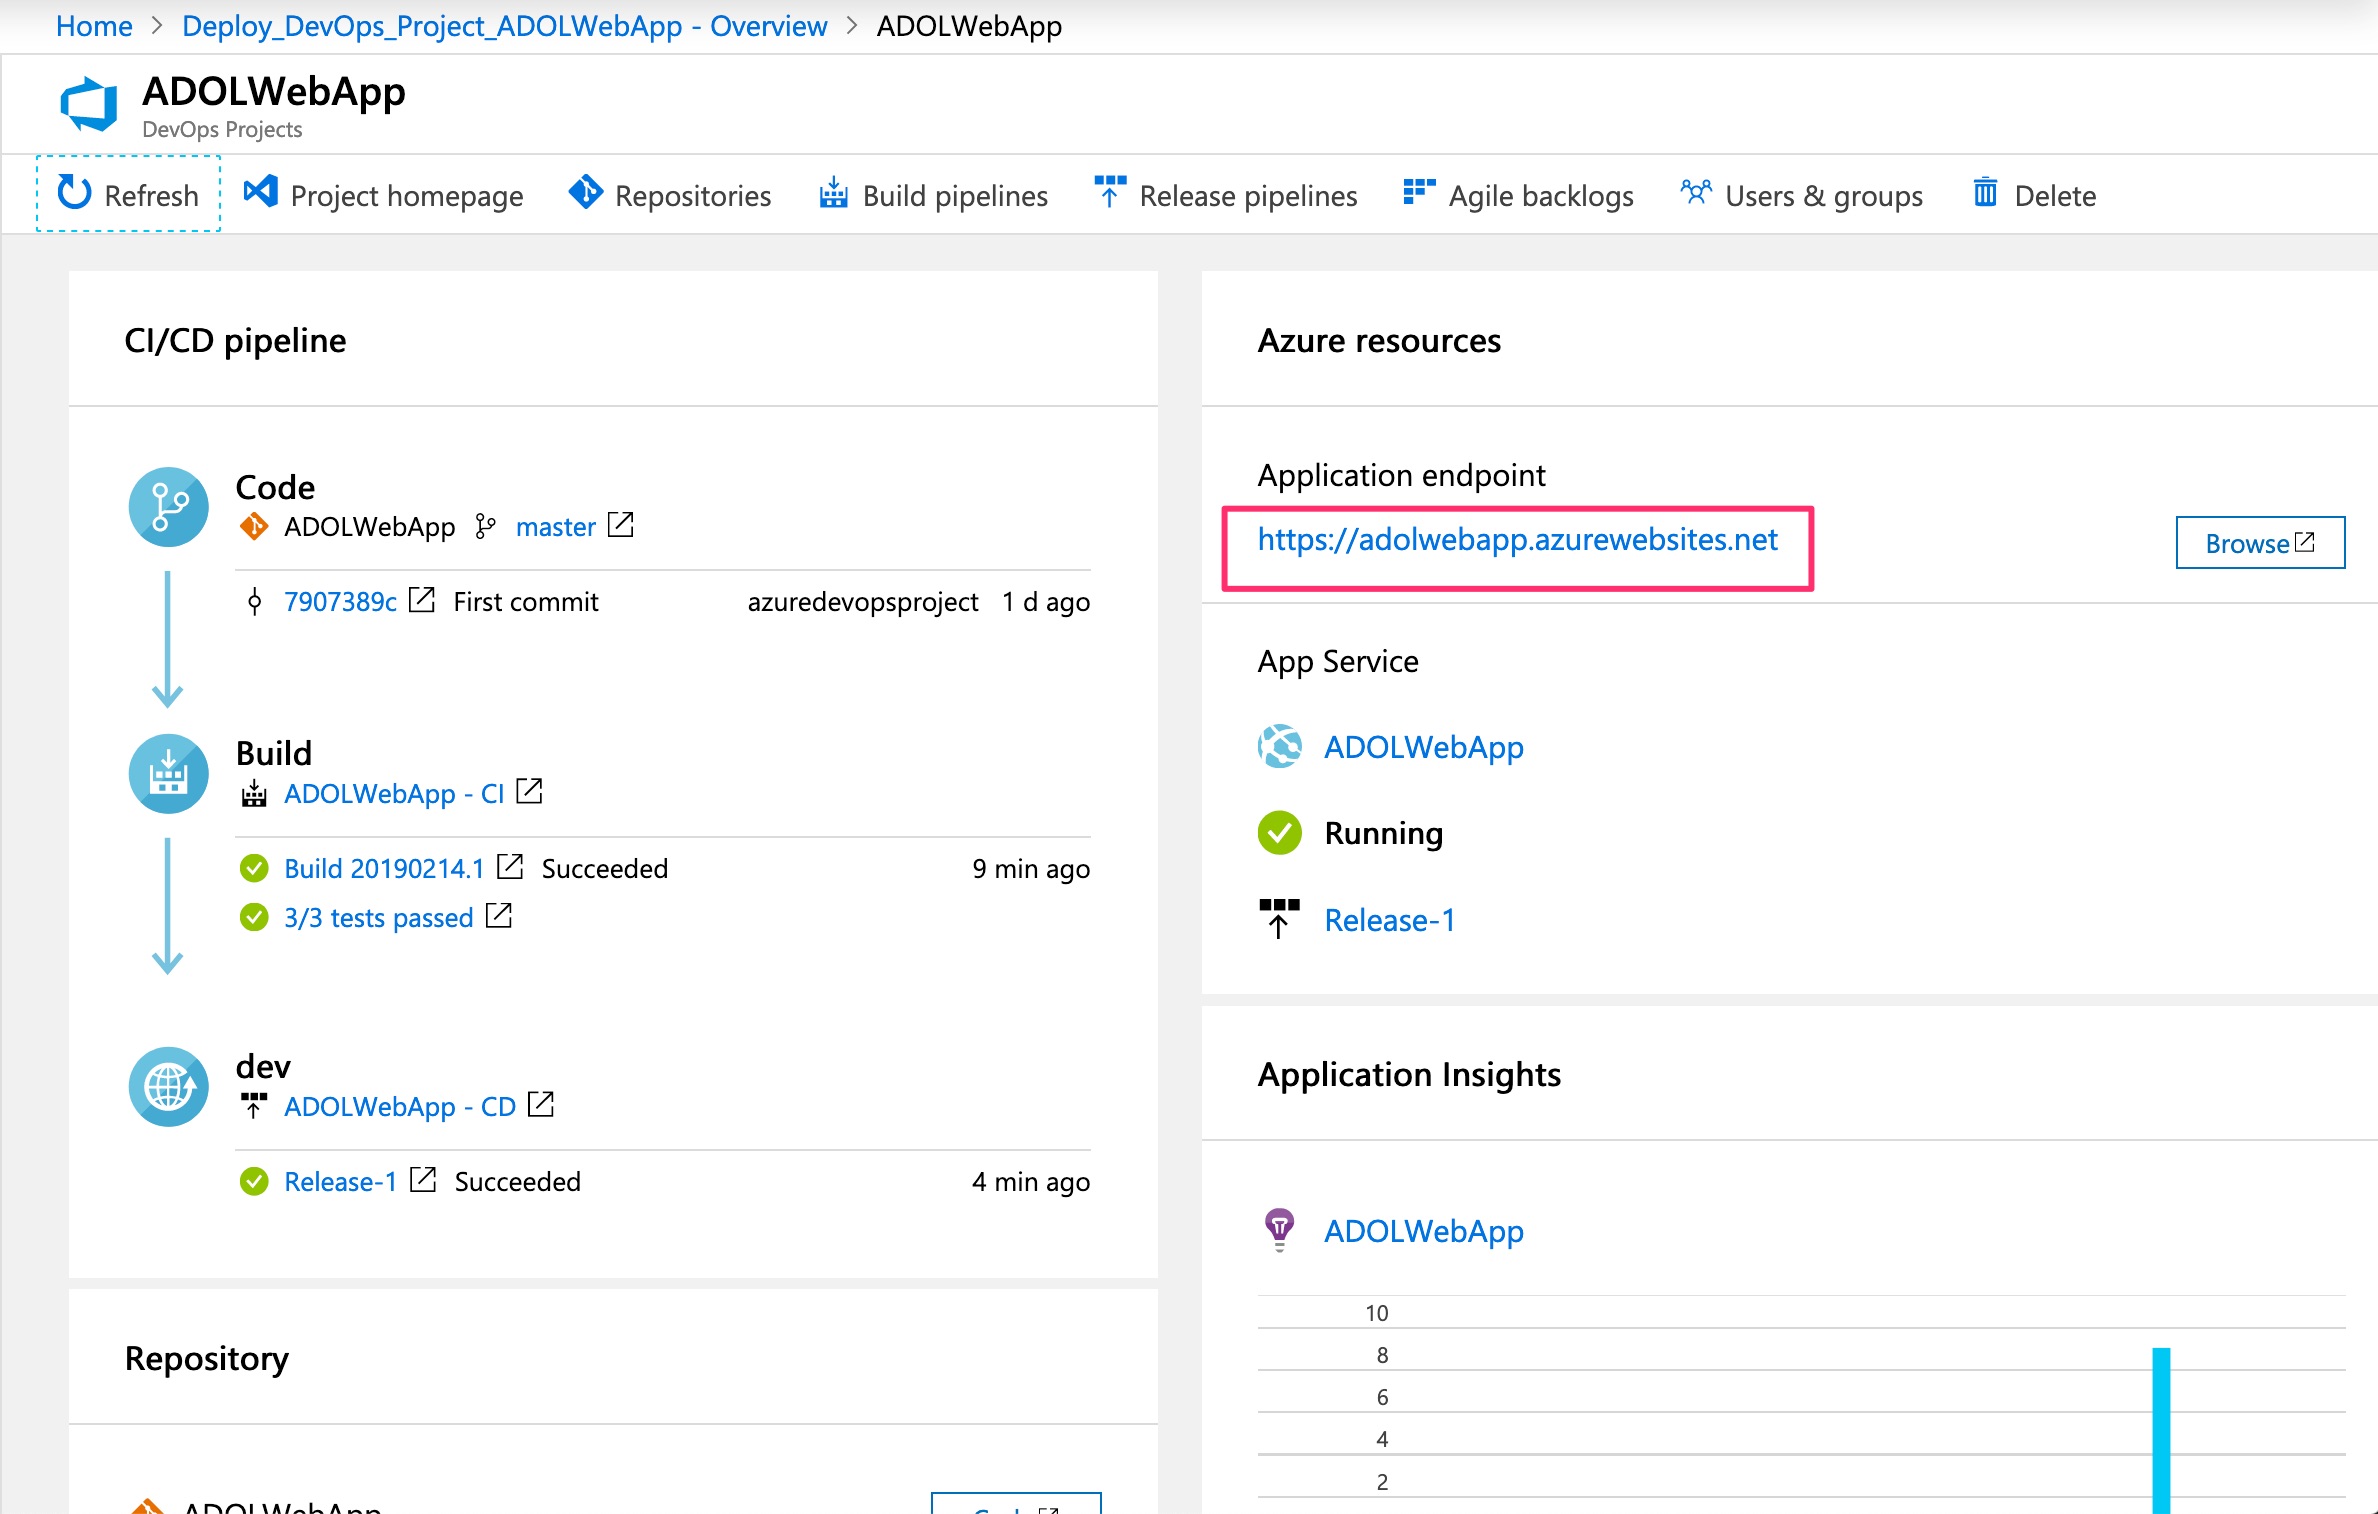 Home > Deploy_DevOps_Project_ADOLWebApp - Overview > ADOLWebApp
ADOLWebApp
DevOps Projects
Refresh Project homepage Repositories Build pipelines Release pipelines Agile backlogs Users & groups Delete
CI/CD pipeline
Code
ADOLWebApp master
7907389c First commit azuredevopsproject 1 d ago
Build
ADOLWebApp - CI
Build 20190214.1 Succeeded 9 min ago
3/3 tests passed
dev
ADOLWebApp - CD
Release-1 Succeeded 4 min ago
Repository
ADOLWebApp
Azure resources
Application endpoint
https://adolwebapp.azurewebsites.net
Browse
App Service
ADOLWebApp
Running
Release-1
Application Insights
ADOLWebApp
10
8
6
4
2